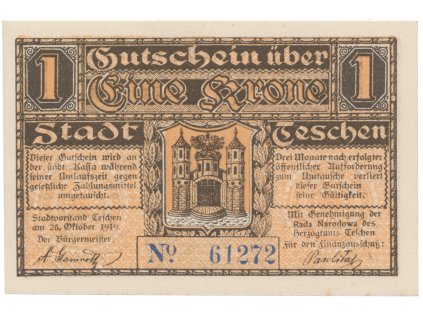 1 Gutschein über 1
Eine Krone
Stadt Teschen
Dieser Gutschein wird an
der städt. Kassa während
seiner Umlaufszeit gegen
gesetzliche Zahlungsmittel
umgetauscht.
Stadtvorstand Teschen
am 26. Oktober 1919.
Der Bürgermeister:
Drei Monate nach erfolgter
öffentlicher Aufforderung
zum Umtausche verliert
dieser Gutschein
seine Gültigkeit.
Mit Genehmigung der
Rada Narodowa des
Herzogtums Teschen
Für den Finanzausschuß:
No 61272